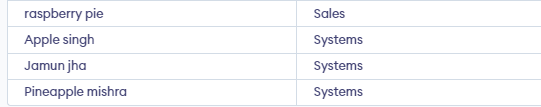 raspberry pie Sales
Apple singh Systems
Jamun jha Systems
Pineapple mishra Systems